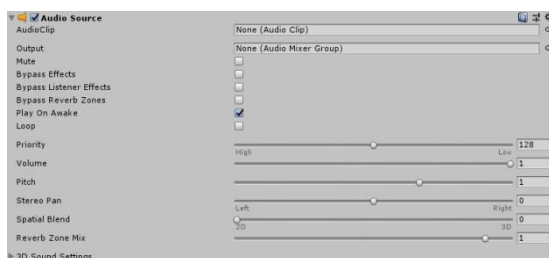 Audio Source
AudioClip None (Audio Clip)
Output None (Audio Mixer Group)
Mute
Bypass Effects
Bypass Listener Effects
Bypass Reverb Zones
Play On Awake
Loop
Priority 128
High Low
Volume 1
Pitch 1
Stereo Pan 0
Left Right
Spatial Blend 0
2D 3D
Reverb Zone Mix 1
3D Sound Settings